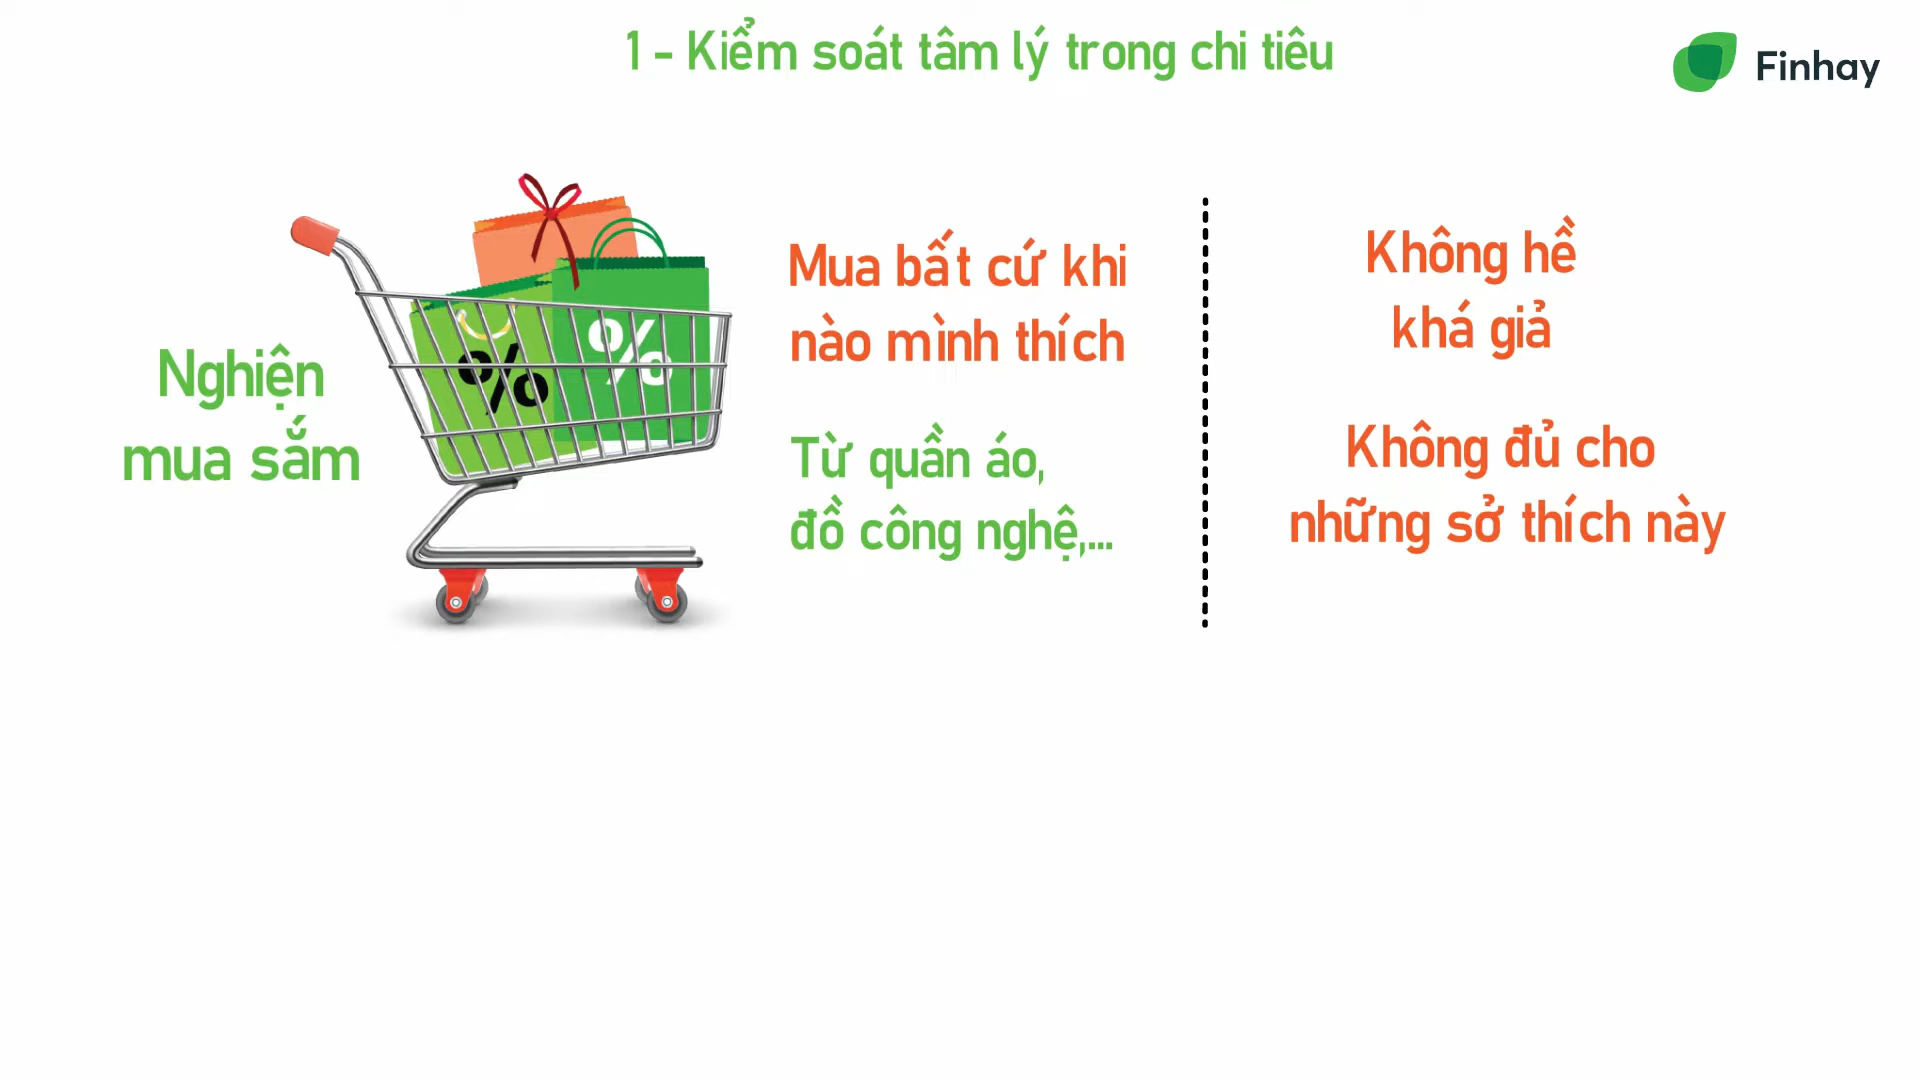 1 - Kiểm soát tâm lý trong chi tiêu
Finhay
Nghiện
mua sắm
%
%
Mua bất cứ khi
nào mình thích
Từ quần áo,
đồ công nghệ,...
Không hề
khá giả
Không đủ cho
những sở thích này